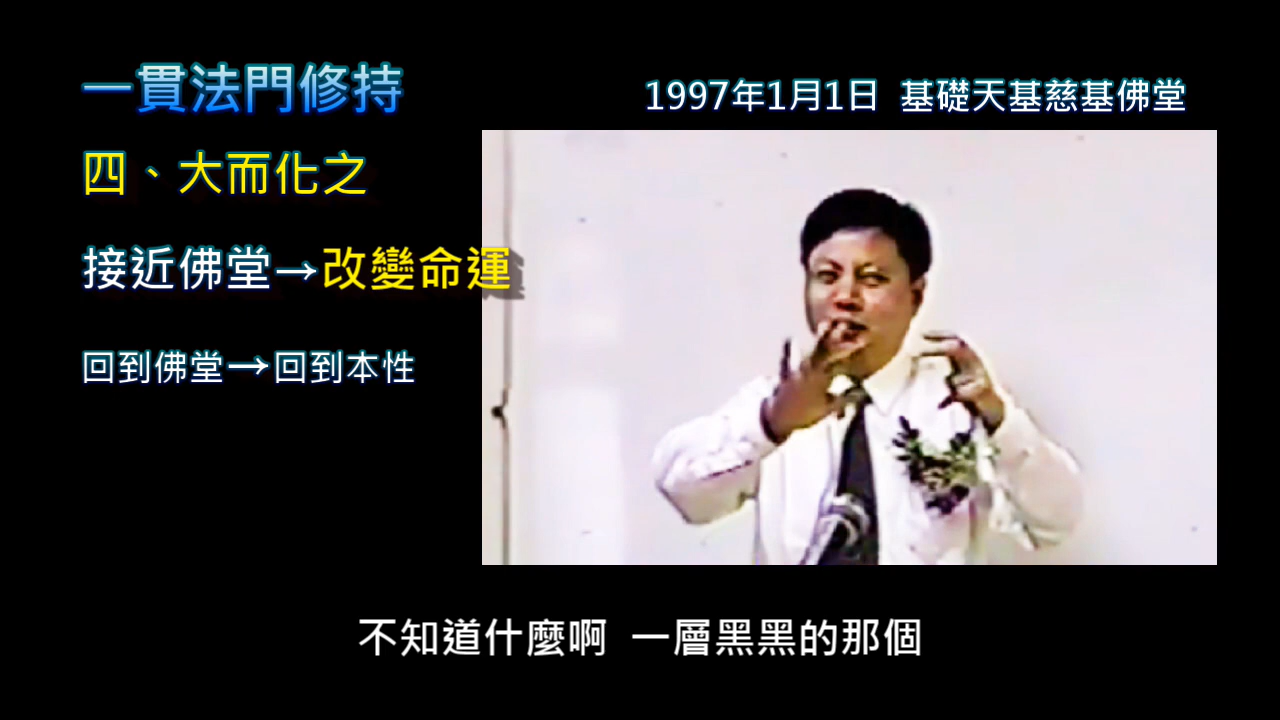 一貫法門修持
1997年1月1日 基礎天基慈基佛堂
四、大而化之
接近佛堂→改變命運
回到佛堂→回到本性
不知道什麼啊 一層黑黑的那個